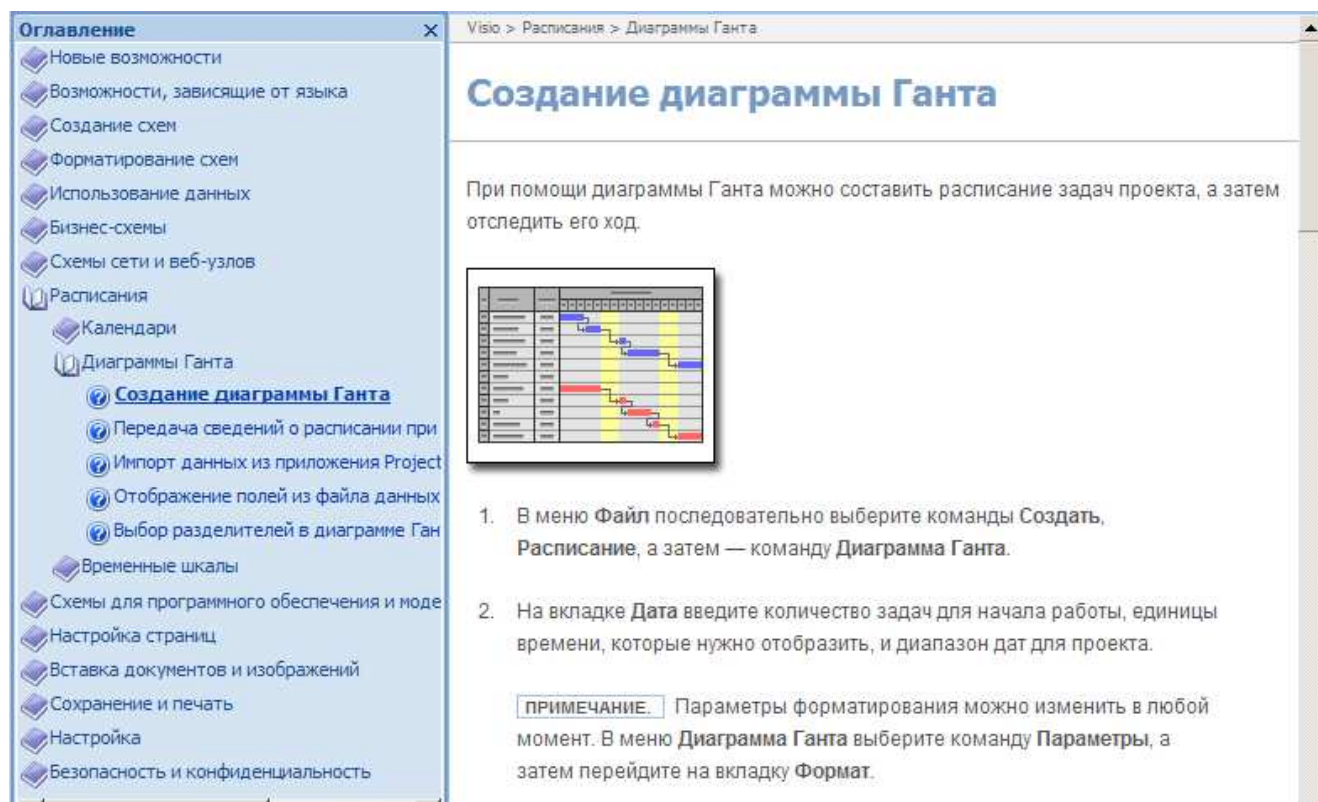 Оглавление
Новые возможности
Возможности, зависящие от языка
Создание схем
Форматирование схем
Использование данных
Бизнес-схемы
Схемы сети и веб-узлов
Расписания
Календари
Диаграммы Ганта
Создание диаграммы Ганта
Передача сведений о расписании при
Импорт данных из приложения Project
Отображение полей из файла данных
Выбор разделителей в диаграмме Ган
Временные шкалы
Схемы для программного обеспечения и моде
Настройка страниц
Вставка документов и изображений
Сохранение и печать
Настройка
Безопасность и конфиденциальность
Visio > Расписания > Диаграммы Ганта
Создание диаграммы Ганта
При помощи диаграммы Ганта можно составить расписание задач проекта, а затем
отследить его ход.
1. В меню Файл последовательно выберите команды Создать,
Расписание, а затем — команду Диаграмма Ганта.
2. На вкладке Дата введите количество задач для начала работы, единицы
времени, которые нужно отобразить, и диапазон дат для проекта.
ПРИМЕЧАНИЕ. Параметры форматирования можно изменить в любой
момент. В меню Диаграмма Ганта выберите команду Параметры, а
затем перейдите на вкладку Формат.